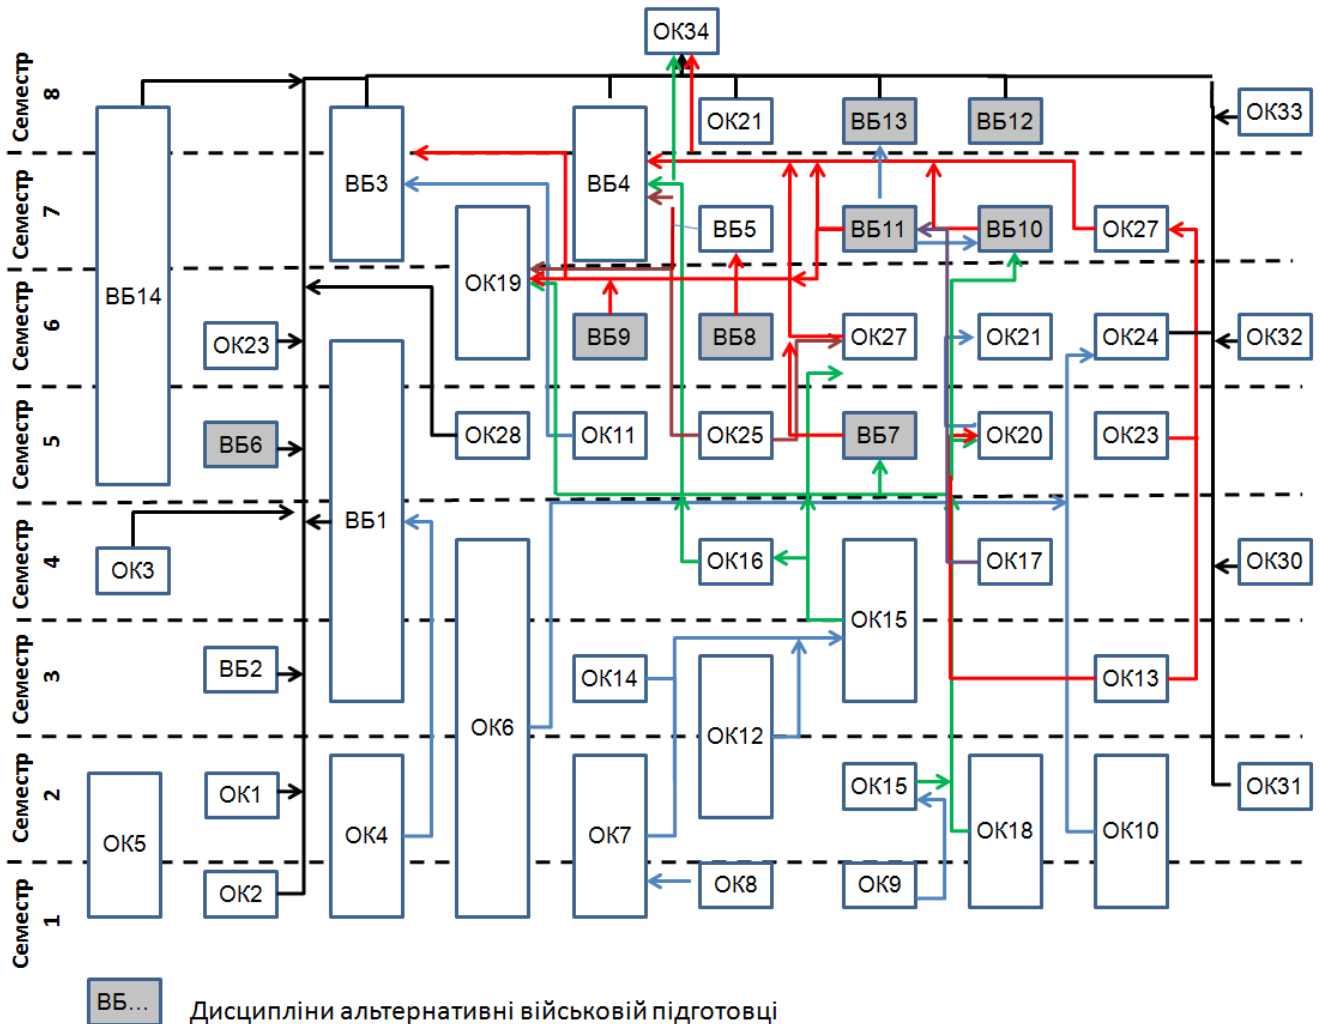 ОК34
Семестр 8
ОК21
ВБ13
ВБ12
ОК33
Семестр 7
ВБ3
ВБ4
ВБ5
ВБ11
ВБ10
ОК27
Семестр 6
ВБ14
ОК19
ОК23
ВБ9
ВБ8
ОК27
ОК21
ОК24
ОК32
Семестр 5
ВБ6
ОК28
ОК11
ОК25
ВБ7
ОК20
ОК23
Семестр 4
ВБ1
ОК3
ОК16
ОК17
ОК30
ОК15
Семестр 3
ВБ2
ОК14
ОК13
ОК6
ОК12
Семестр 2
ОК1
ОК15
ОК31
ОК5
ОК4
ОК7
ОК18
ОК10
Семестр 1
ОК2
ОК8
ОК9
ВБ...
Дисципліни альтернативні військовій підготовці